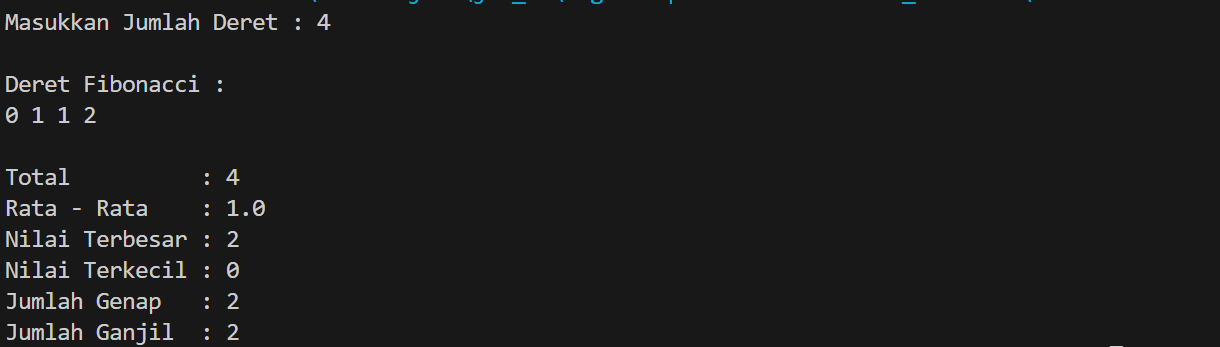 Masukkan Jumlah Deret : 4
Deret Fibonacci :
0 1 1 2
Total          : 4
Rata - Rata    : 1.0
Nilai Terbesar : 2
Nilai Terkecil : 0
Jumlah Genap   : 2
Jumlah Ganjil  : 2